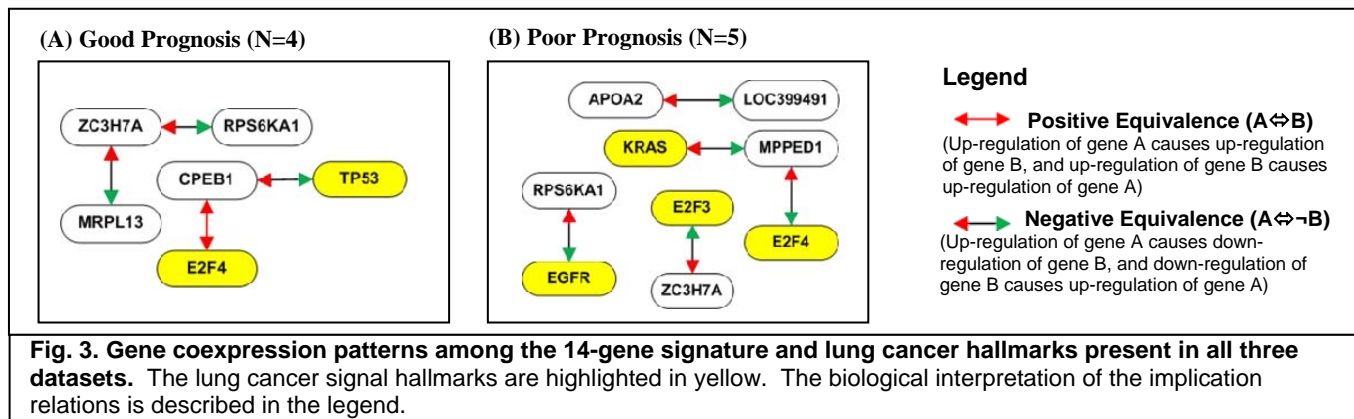 (A) Good Prognosis (N=4)
ZC3H7A
RPS6KA1
CPEB1
TP53
MRPL13
E2F4
(B) Poor Prognosis (N=5)
APOA2
LOC399491
KRAS
MPPED1
RPS6KA1
E2F3
E2F4
EGFR
ZC3H7A
Legend
Positive Equivalence (A⇔B)
(Up-regulation of gene A causes up-regulation
of gene B, and up-regulation of gene B causes
up-regulation of gene A)
Negative Equivalence (A⇔¬B)
(Up-regulation of gene A causes down-
regulation of gene B, and down-regulation of
gene B causes up-regulation of gene A)
Fig. 3. Gene coexpression patterns among the 14-gene signature and lung cancer hallmarks present in all three
datasets. The lung cancer signal hallmarks are highlighted in yellow. The biological interpretation of the implication
relations is described in the legend.